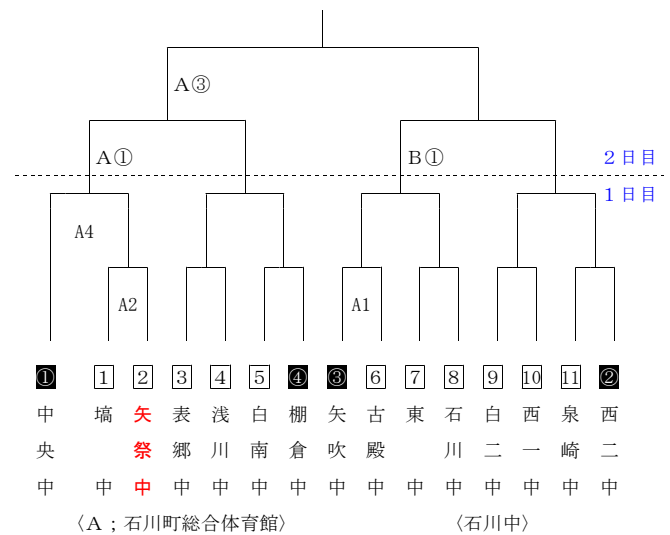 A③
A① B① 2日目
1日目
A4
A2 A1
① 1 2 3 4 5 ④ ③ 6 7 8 9 10 11 ②
中央中
塙中
矢祭中
表郷中
浅川中
白南中
棚倉中
矢吹中
古殿中
東中
石川中
白二中
西一中
泉崎中
西二中
〈A；石川町総合体育館〉 〈石川中〉